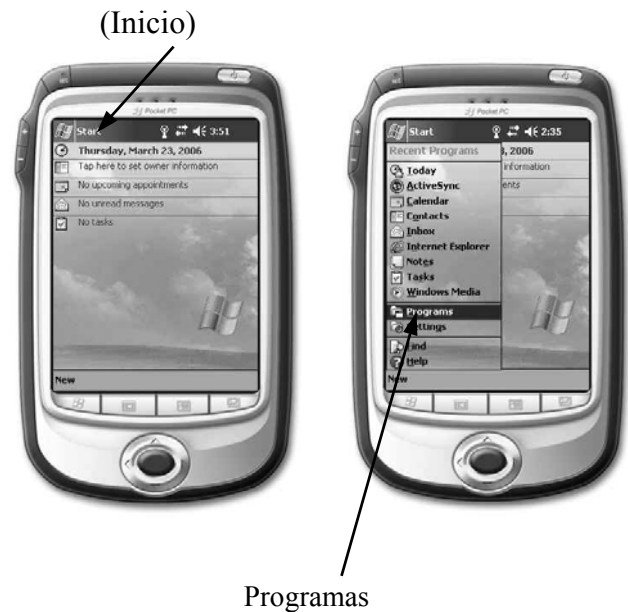 (Inicio)
Pocket PC
Start 3:51
Thursday, March 23, 2006
Tap here to set owner information
No upcoming appointments
No unread messages
No tasks
New
Pocket PC
Start 2:35
Recent Programs , 2006
Today information
ActiveSync ents
Calendar
Contacts
Inbox
Internet Explorer
Notes
Tasks
Windows Media
Programs
Settings
Find
Help
New
Programas